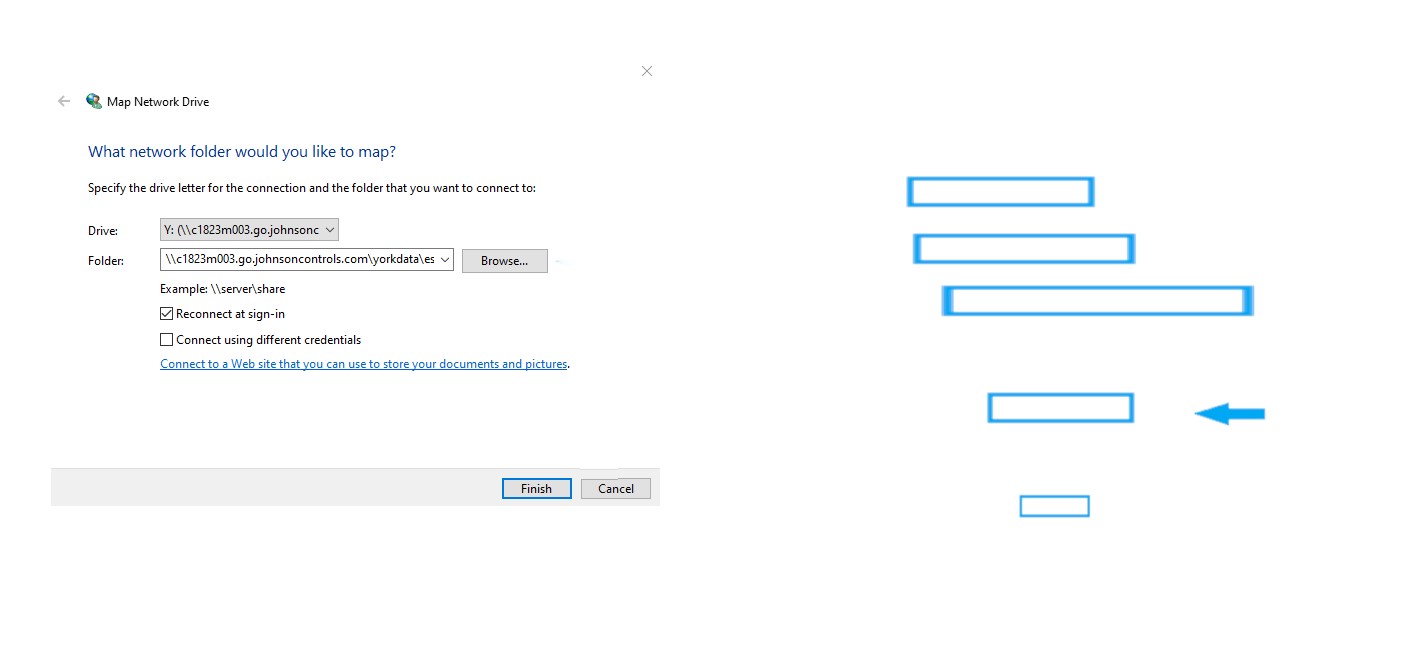 Map Network Drive
What network folder would you like to map?
Specify the drive letter for the connection and the folder that you want to connect to:
Drive: Y: (\\c1823m003.go.johnsonc
Folder: \\c1823m003.go.johnsoncontrols.com\yorkdata\es Browse...
Example: \\server\share
Reconnect at sign-in
Connect using different credentials
Connect to a Web site that you can use to store your documents and pictures.
Finish Cancel